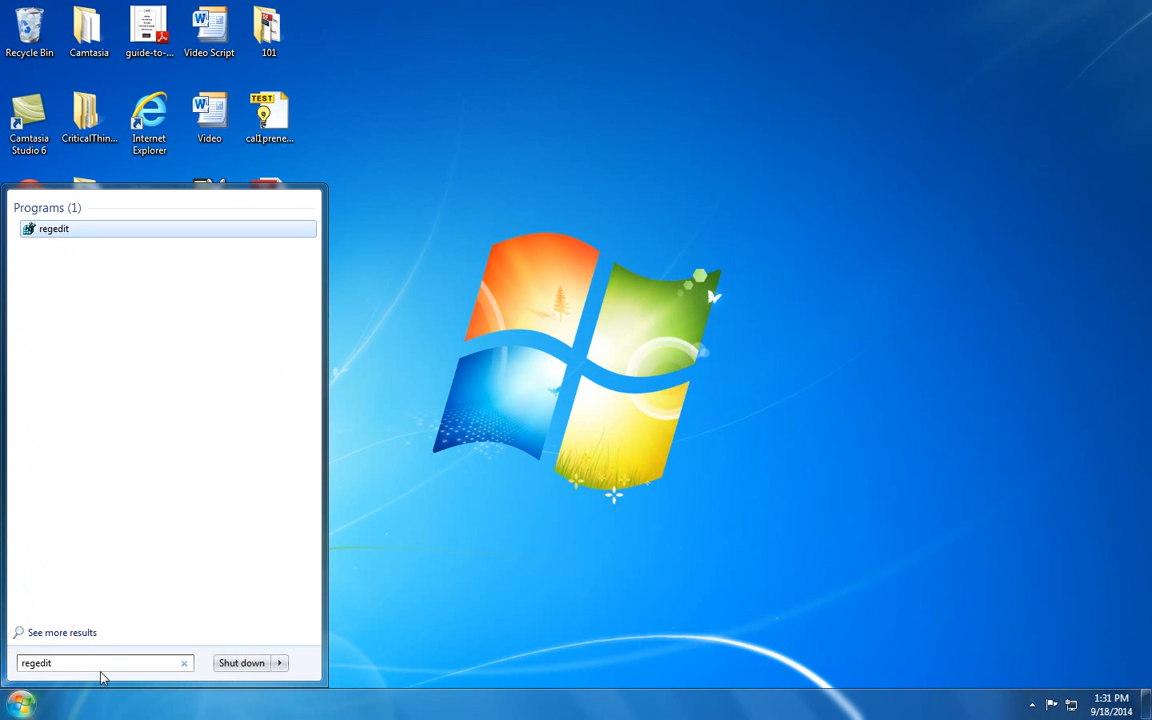 Recycle Bin
Camtasia
guide-to-...
Video Script
101
Camtasia
Studio 6
CriticalThin...
Internet
Explorer
Video
TEST
cal1prene...
Programs (1)
regedit
See more results
regedit
Shut down
1:31 PM
9/18/2014